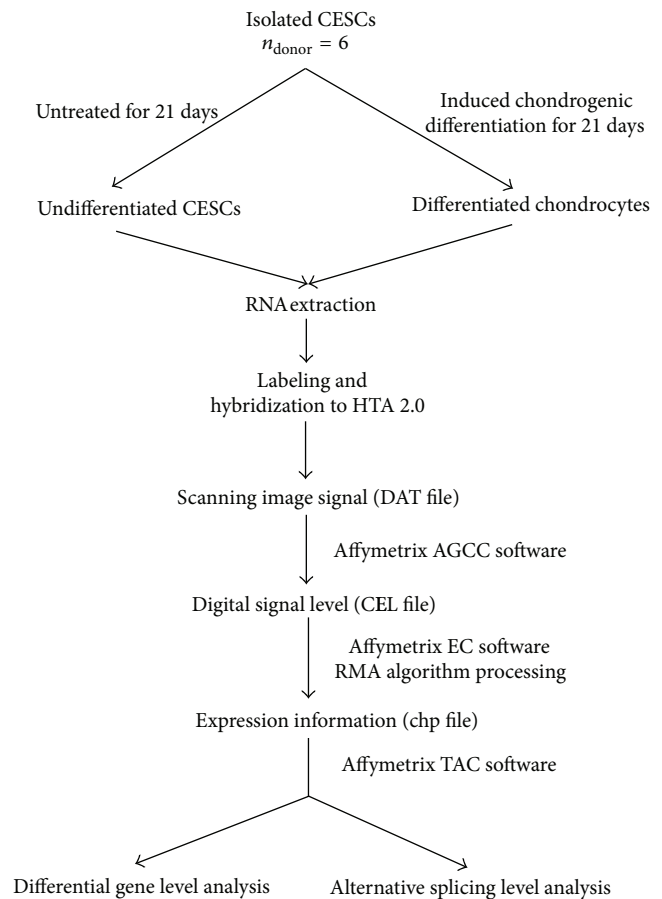 Isolated CESCs
n_donor = 6
Untreated for 21 days
Induced chondrogenic
differentiation for 21 days
Undifferentiated CESCs
Differentiated chondrocytes
RNA extraction
Labeling and
hybridization to HTA 2.0
Scanning image signal (DAT file)
Affymetrix AGCC software
Digital signal level (CEL file)
Affymetrix EC software
RMA algorithm processing
Expression information (chp file)
Affymetrix TAC software
Differential gene level analysis
Alternative splicing level analysis